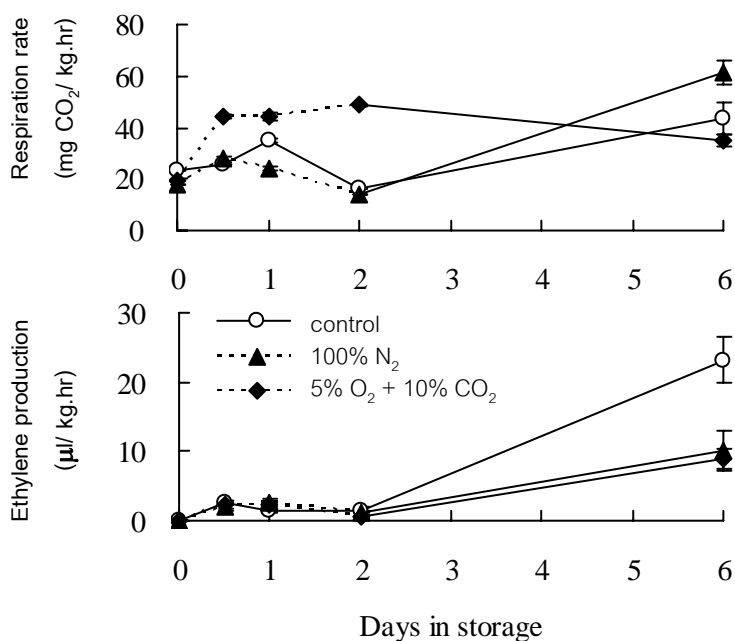 Respiration rate
(mg CO₂/ kg.hr)
80
60
40
20
0
0 1 2 3 4 5 6
Ethylene production
(µl/ kg.hr)
30
20
10
0
control
100% N₂
5% O₂ + 10% CO₂
0 1 2 3 4 5 6
Days in storage